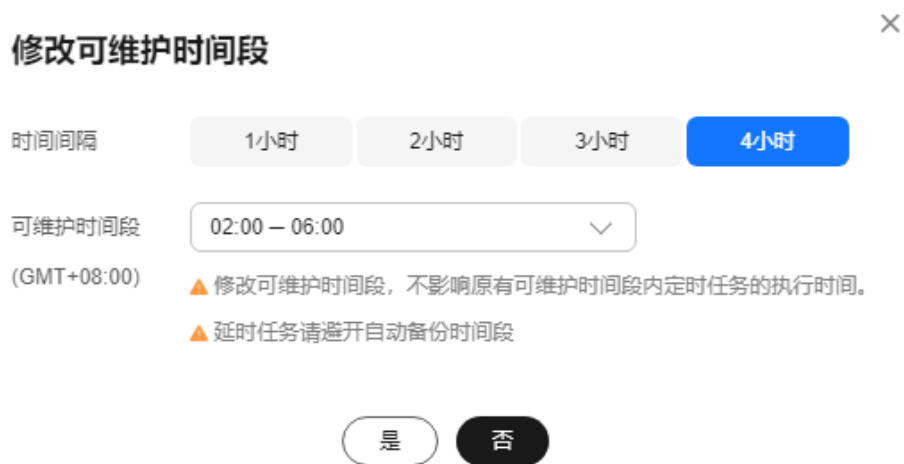 修改可维护时间段
时间间隔 1小时 2小时 3小时 4小时
可维护时间段 02:00 — 06:00
(GMT+08:00)
修改可维护时间段，不影响原有可维护时间段内定时任务的执行时间。
延时任务请避开自动备份时间段
是 否